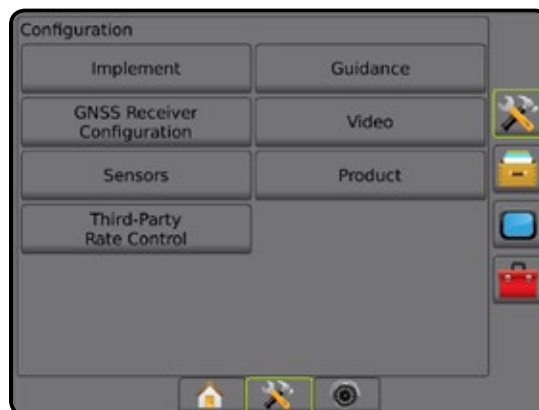 Configuration
Implement
Guidance
GNSS Receiver
Configuration
Video
Sensors
Product
Third-Party
Rate Control